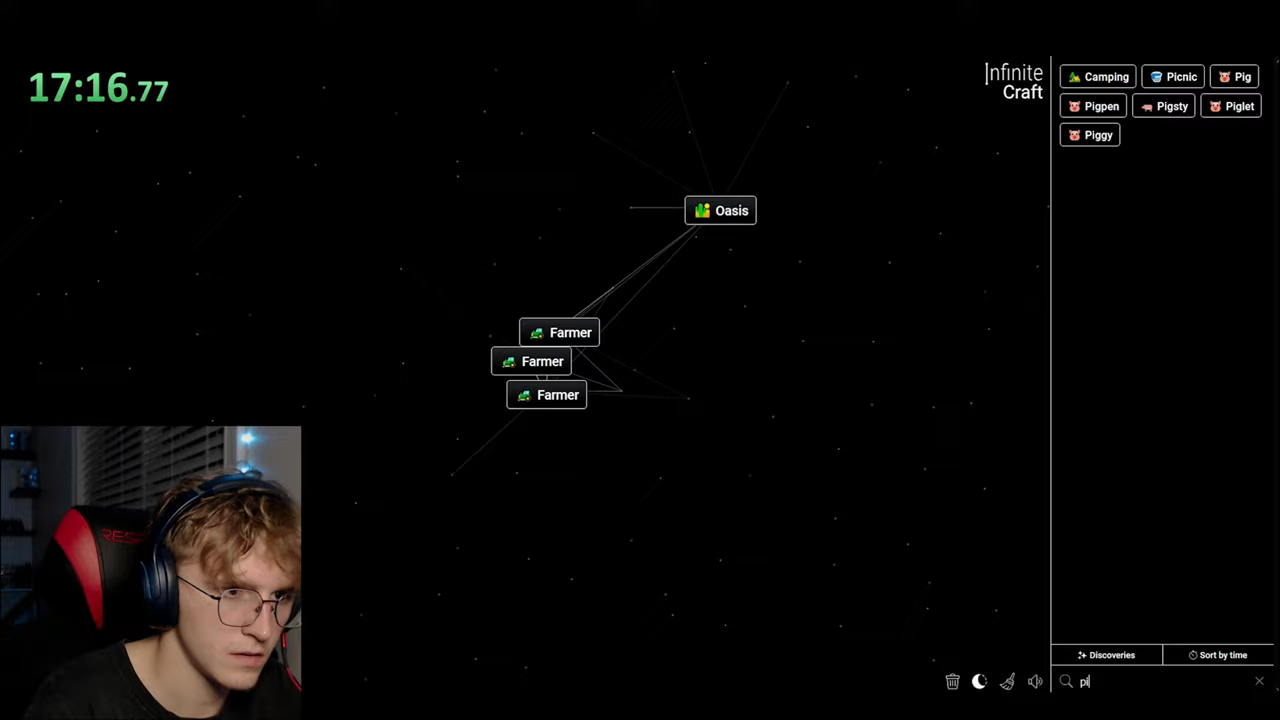 17:16.77
Infinite
Craft
Camping
Picnic
Pig
Pigpen
Pigsty
Piglet
Piggy
Oasis
Farmer
Farmer
Farmer
Discoveries
Sort by time
pi